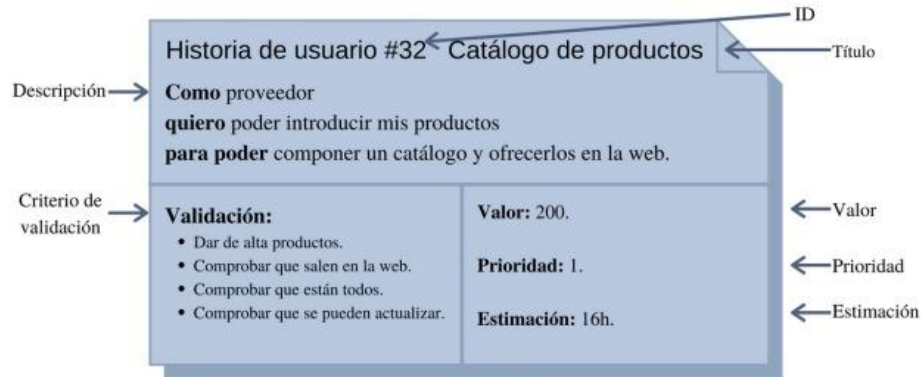 ID
Historia de usuario #32 Catálogo de productos
Título
Descripción
Como proveedor
quiero poder introducir mis productos
para poder componer un catálogo y ofrecerlos en la web.
Criterio de
validación
Validación:
• Dar de alta productos.
• Comprobar que salen en la web.
• Comprobar que están todos.
• Comprobar que se pueden actualizar.
Valor: 200.
Valor
Prioridad: 1.
Prioridad
Estimación: 16h.
Estimación